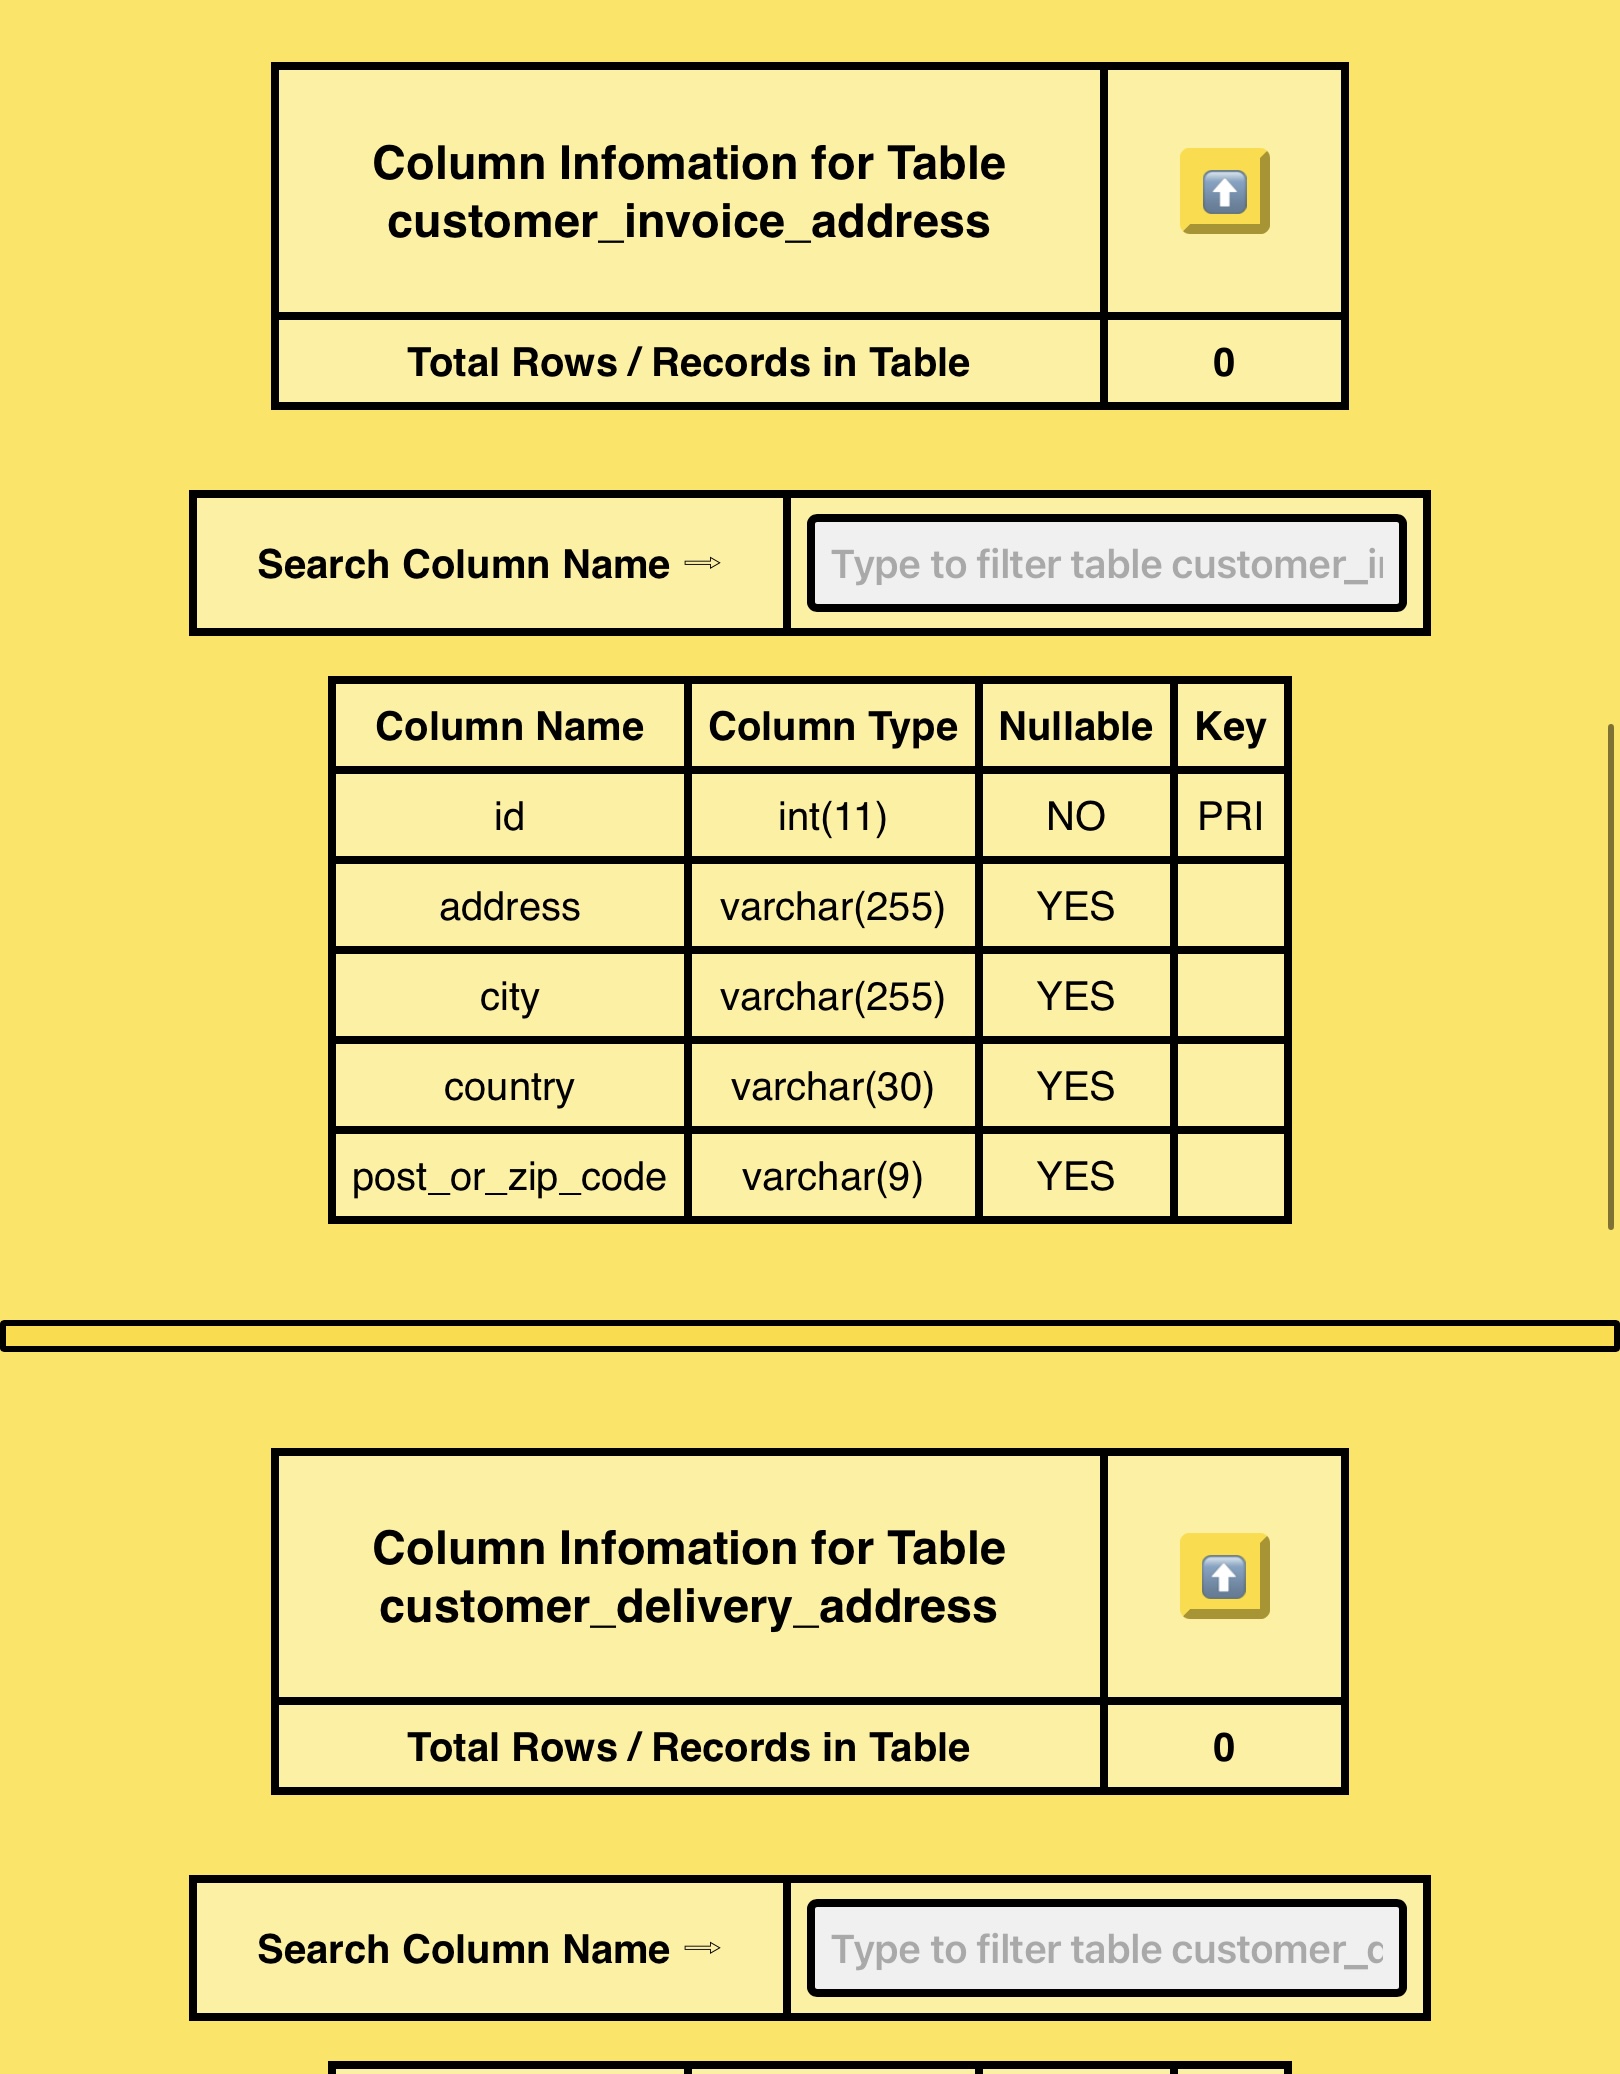 Column Infomation for Table
customer_invoice_address
Total Rows / Records in Table 0
Search Column Name ⇨ Type to filter table customer_i
Column Name Column Type Nullable Key
id int(11) NO PRI
address varchar(255) YES
city varchar(255) YES
country varchar(30) YES
post_or_zip_code varchar(9) YES
Column Infomation for Table
customer_delivery_address
Total Rows / Records in Table 0
Search Column Name ⇨ Type to filter table customer_